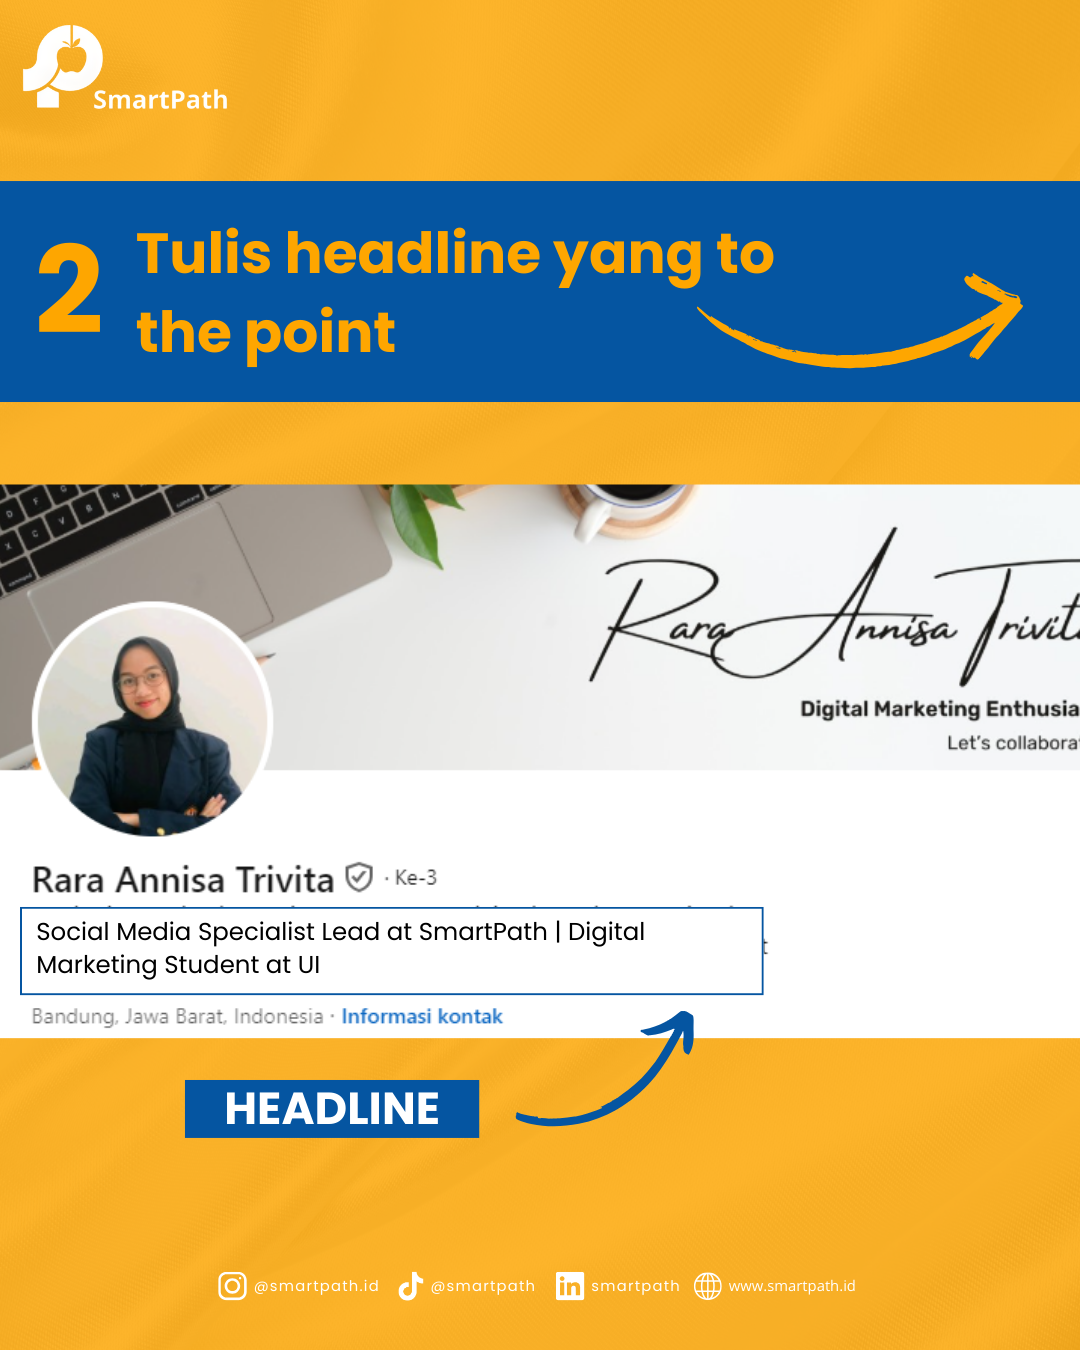 SmartPath
2
Tulis headline yang to
the point
Rara Annisa Trivita
Digital Marketing
Let's
Rara Annisa Trivita · Ke-3
Social Media Specialist Lead at SmartPath | Digital
Marketing Student at UI
Bandung, Jawa Barat, Indonesia · Informasi kontak
HEADLINE
@smartpath.id @smartpath smartpath www.smartpath.id